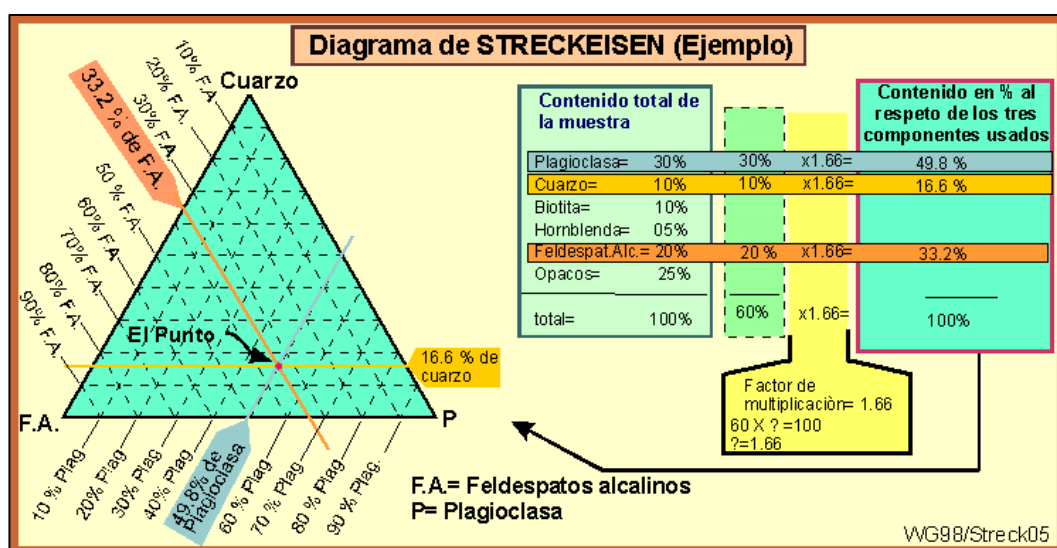 Diagrama de STRECKEISEN (Ejemplo)
Cuarzo
10% F.A.
20% F.A.
30% F.A.
33.2 % de F.A.
50 % F.A.
60% F.A.
70% F.A.
80% F.A.
90% F.A.
El Punto
16.6 % de
cuarzo
F.A.
P
10 % Plag
20% Plag
30% Plag
40% Plag
49.8% de
Plagioclasa
60 % Plag
70 % Plag.
80 % Plag.
90 % Plag.
Contenido total de
la muestra
Plagioclasa= 30% 30% x1.66= 49.8 %
Cuarzo= 10% 10% x1.66= 16.6 %
Biotita= 10%
Hornblenda= 05%
Feldespat.Alc.= 20% 20 % x1.66= 33.2%
Opacos= 25%
total= 100% 60% x1.66= 100%
Contenido en % al
respeto de los tres
componentes usados
Factor de
multiplicaciòn= 1.66
60 X ? =100
?=1.66
F.A.= Feldespatos alcalinos
P= Plagioclasa
WG98/Streck05